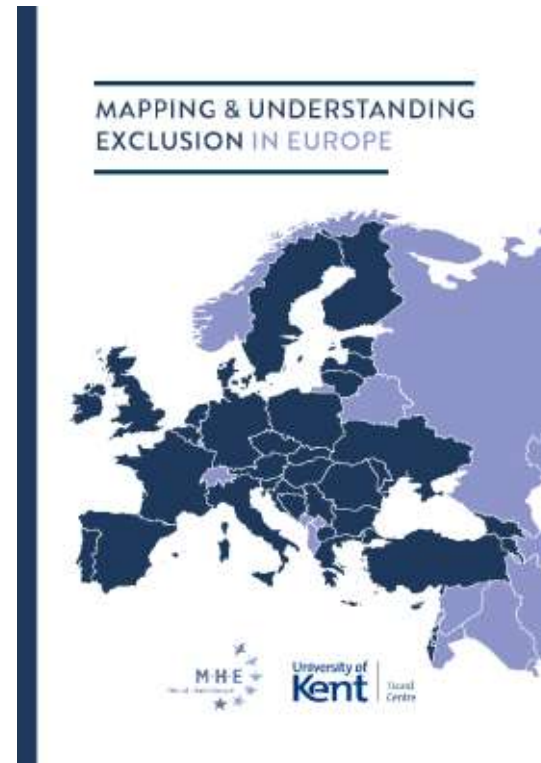 MAPPING & UNDERSTANDING
EXCLUSION IN EUROPE
M·H·E
University of
Kent
Tizard
Centre